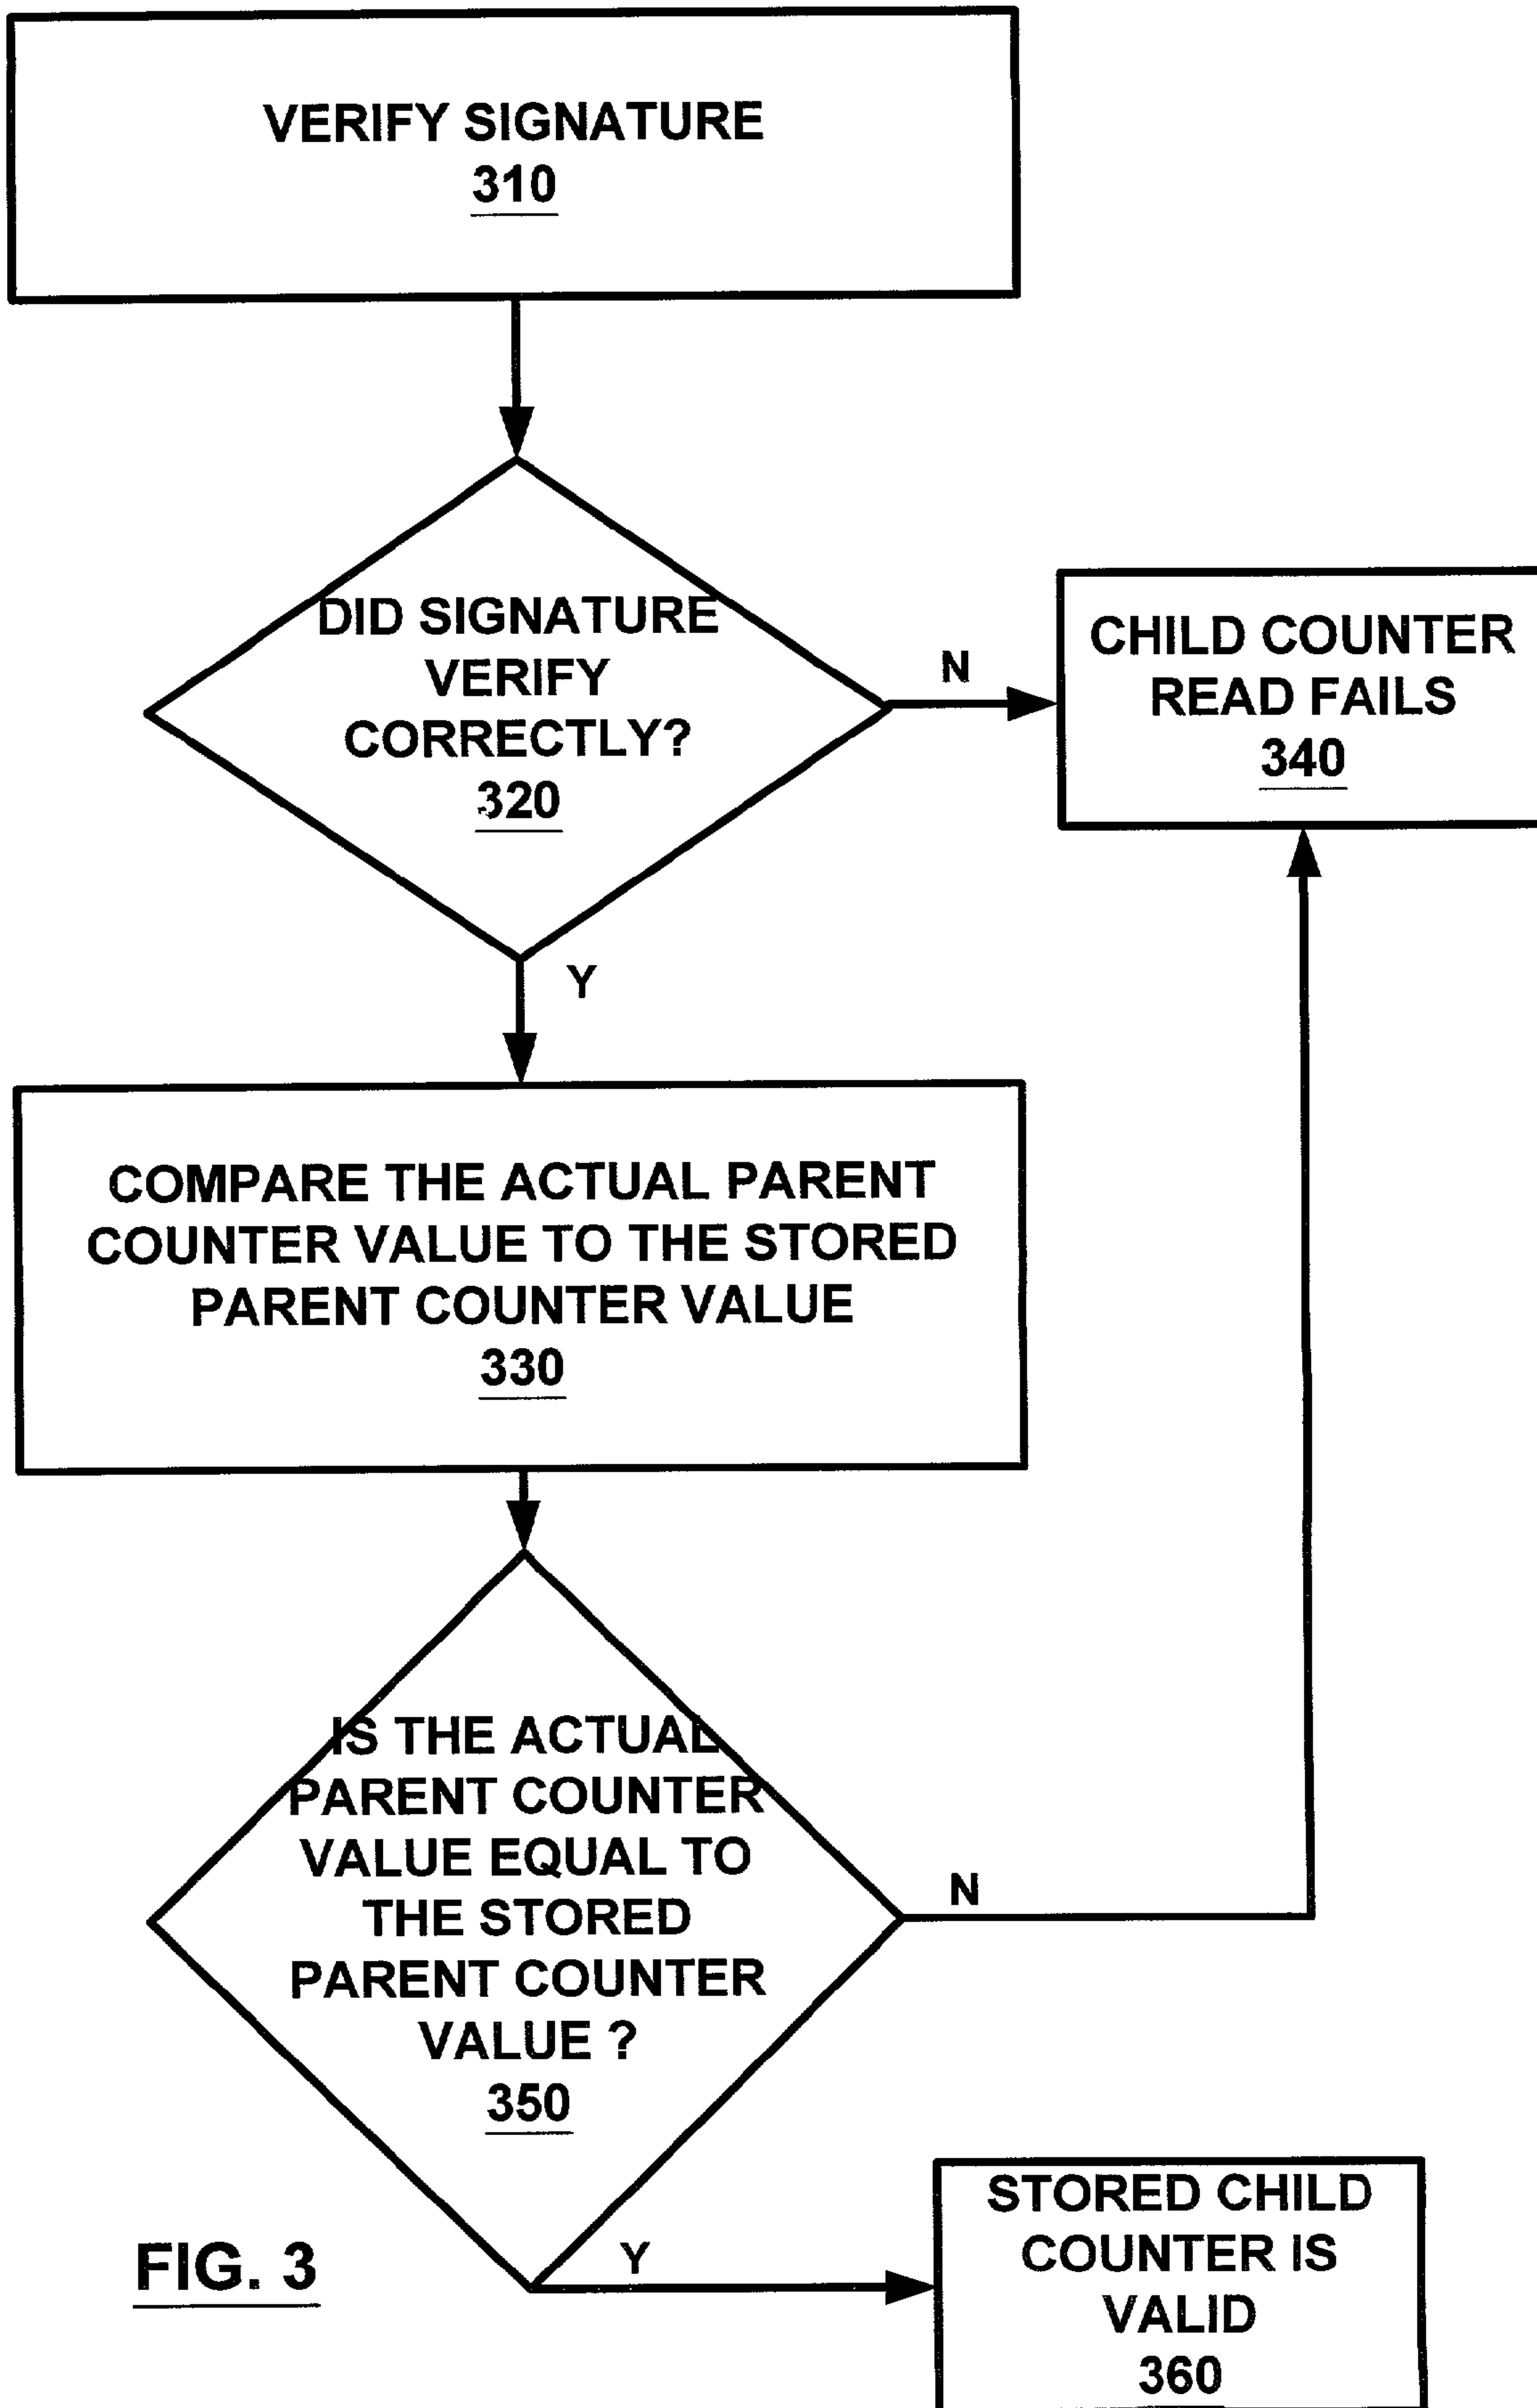 VERIFY SIGNATURE
310
DID SIGNATURE
VERIFY
CORRECTLY?
320
N
CHILD COUNTER
READ FAILS
340
Y
COMPARE THE ACTUAL PARENT
COUNTER VALUE TO THE STORED
PARENT COUNTER VALUE
330
IS THE ACTUAL
PARENT COUNTER
VALUE EQUAL TO
THE STORED
PARENT COUNTER
VALUE ?
350
N
Y
STORED CHILD
COUNTER IS
VALID
360
FIG. 3